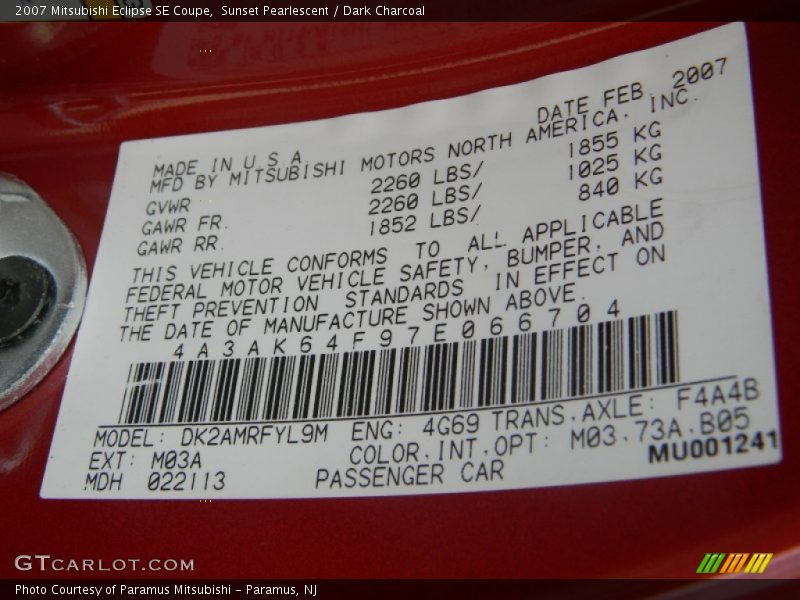 2007 Mitsubishi Eclipse SE Coupe, Sunset Pearlescent / Dark Charcoal
MADE IN U.S.A. DATE FEB. 2007
MFD BY MITSUBISHI MOTORS NORTH AMERICA, INC.
GVWR 2260 LBS/ 1855 KG
GAWR FR. 2260 LBS/ 1025 KG
GAWR RR. 1852 LBS/ 840 KG
THIS VEHICLE CONFORMS TO ALL APPLICABLE
FEDERAL MOTOR VEHICLE SAFETY, BUMPER, AND
THEFT PREVENTION STANDARDS IN EFFECT ON
THE DATE OF MANUFACTURE SHOWN ABOVE.
4A3AK64F97E066704
MODEL: DK2AMRFYL9M ENG: 4G69 TRANS.AXLE: F4A4B
EXT: M03A COLOR.INT.OPT: M03.73A.B05
MDH 022113 PASSENGER CAR MU001241
GTCARLOT.COM
Photo Courtesy of Paramus Mitsubishi - Paramus, NJ